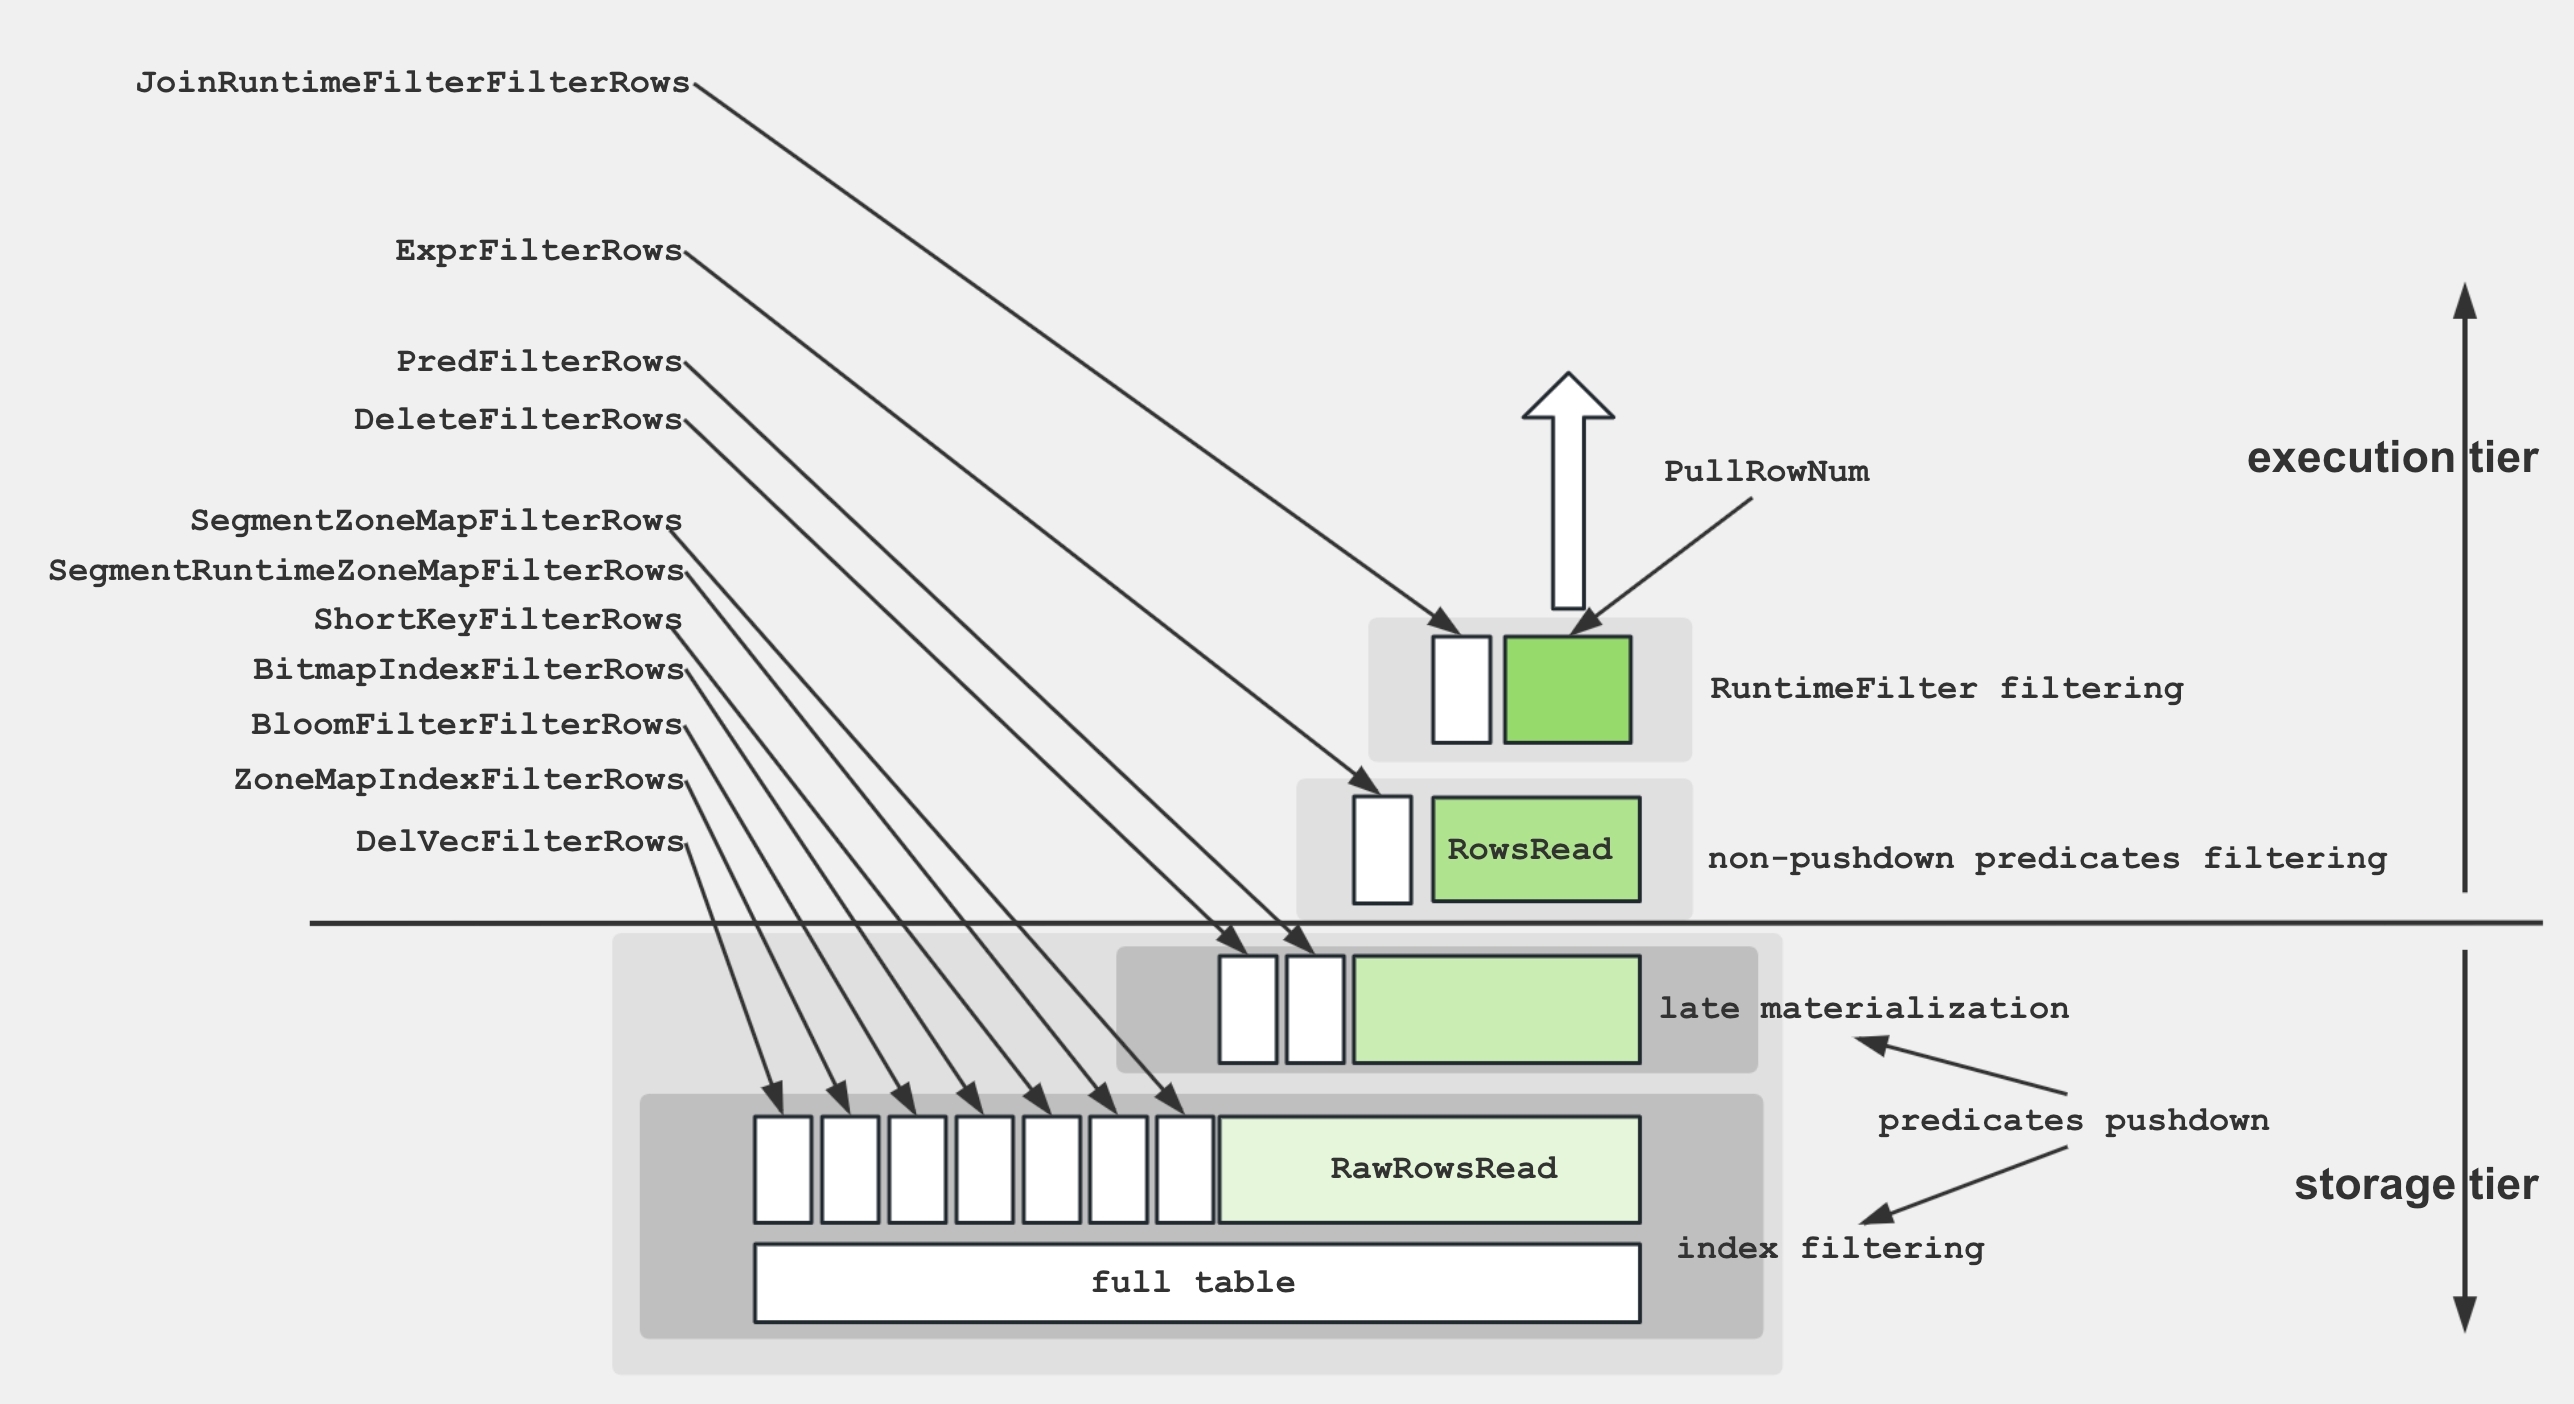 JoinRuntimeFilterFilterRows
ExprFilterRows
PredFilterRows
DeleteFilterRows
SegmentZoneMapFilterRows
SegmentRuntimeZoneMapFilterRows
ShortKeyFilterRows
BitmapIndexFilterRows
BloomFilterFilterRows
ZoneMapIndexFilterRows
DelVecFilterRows
PullRowNum
execution tier
RuntimeFilter filtering
RowsRead
non-pushdown predicates filtering
late materialization
predicates pushdown
RawRowsRead
storage tier
index filtering
full table